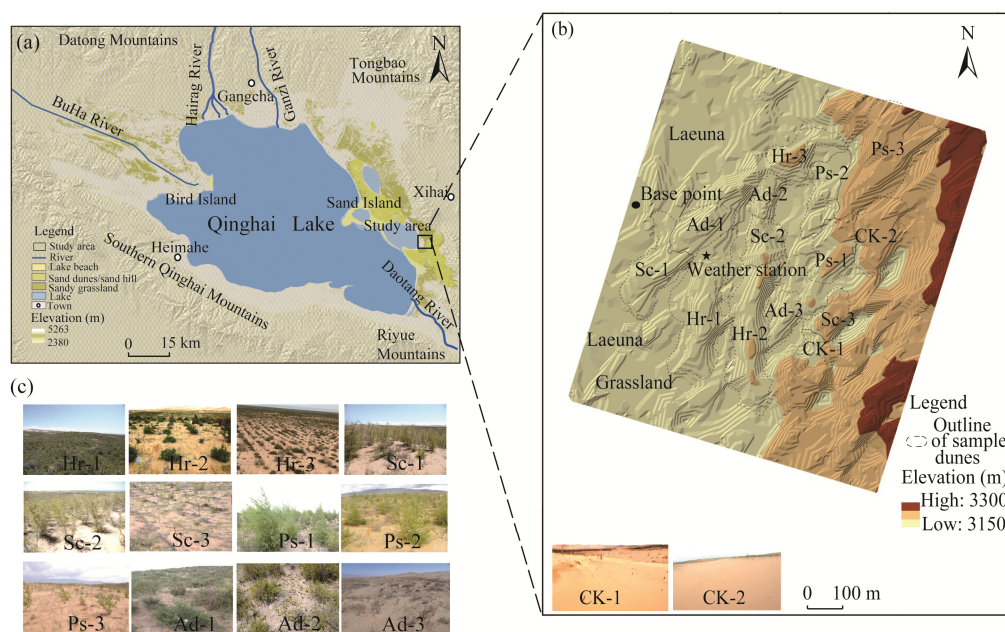 (a)
Datong Mountains
Hairag River
Gangcha
Ganzi River
Tongbao
Mountains
N
BuHa River
Bird Island
Sand Island
Xihai
Qinghai Lake
Study area
Heimahe
Southern Qinghai Mountains
Daotang River
Riyue
Mountains
Legend
Study area
River
Lake beach
Sand dunes/sand hill
Sandy grassland
Lake
Town
Elevation (m)
5263
2380
0 15 km
(b)
N
Laeuna
Hr-3
Ps-3
Ps-2
Base point
Ad-2
Ad-1
Sc-2
CK-2
Sc-1
Weather station
Ps-1
Hr-1
Ad-3
Sc-3
Hr-2
CK-1
Laeuna
Grassland
Legend
Outline
of sample
dunes
Elevation (m)
High: 3300
Low: 3150
CK-1
CK-2
0 100 m
(c)
Hr-1
Hr-2
Hr-3
Sc-1
Sc-2
Sc-3
Ps-1
Ps-2
Ps-3
Ad-1
Ad-2
Ad-3